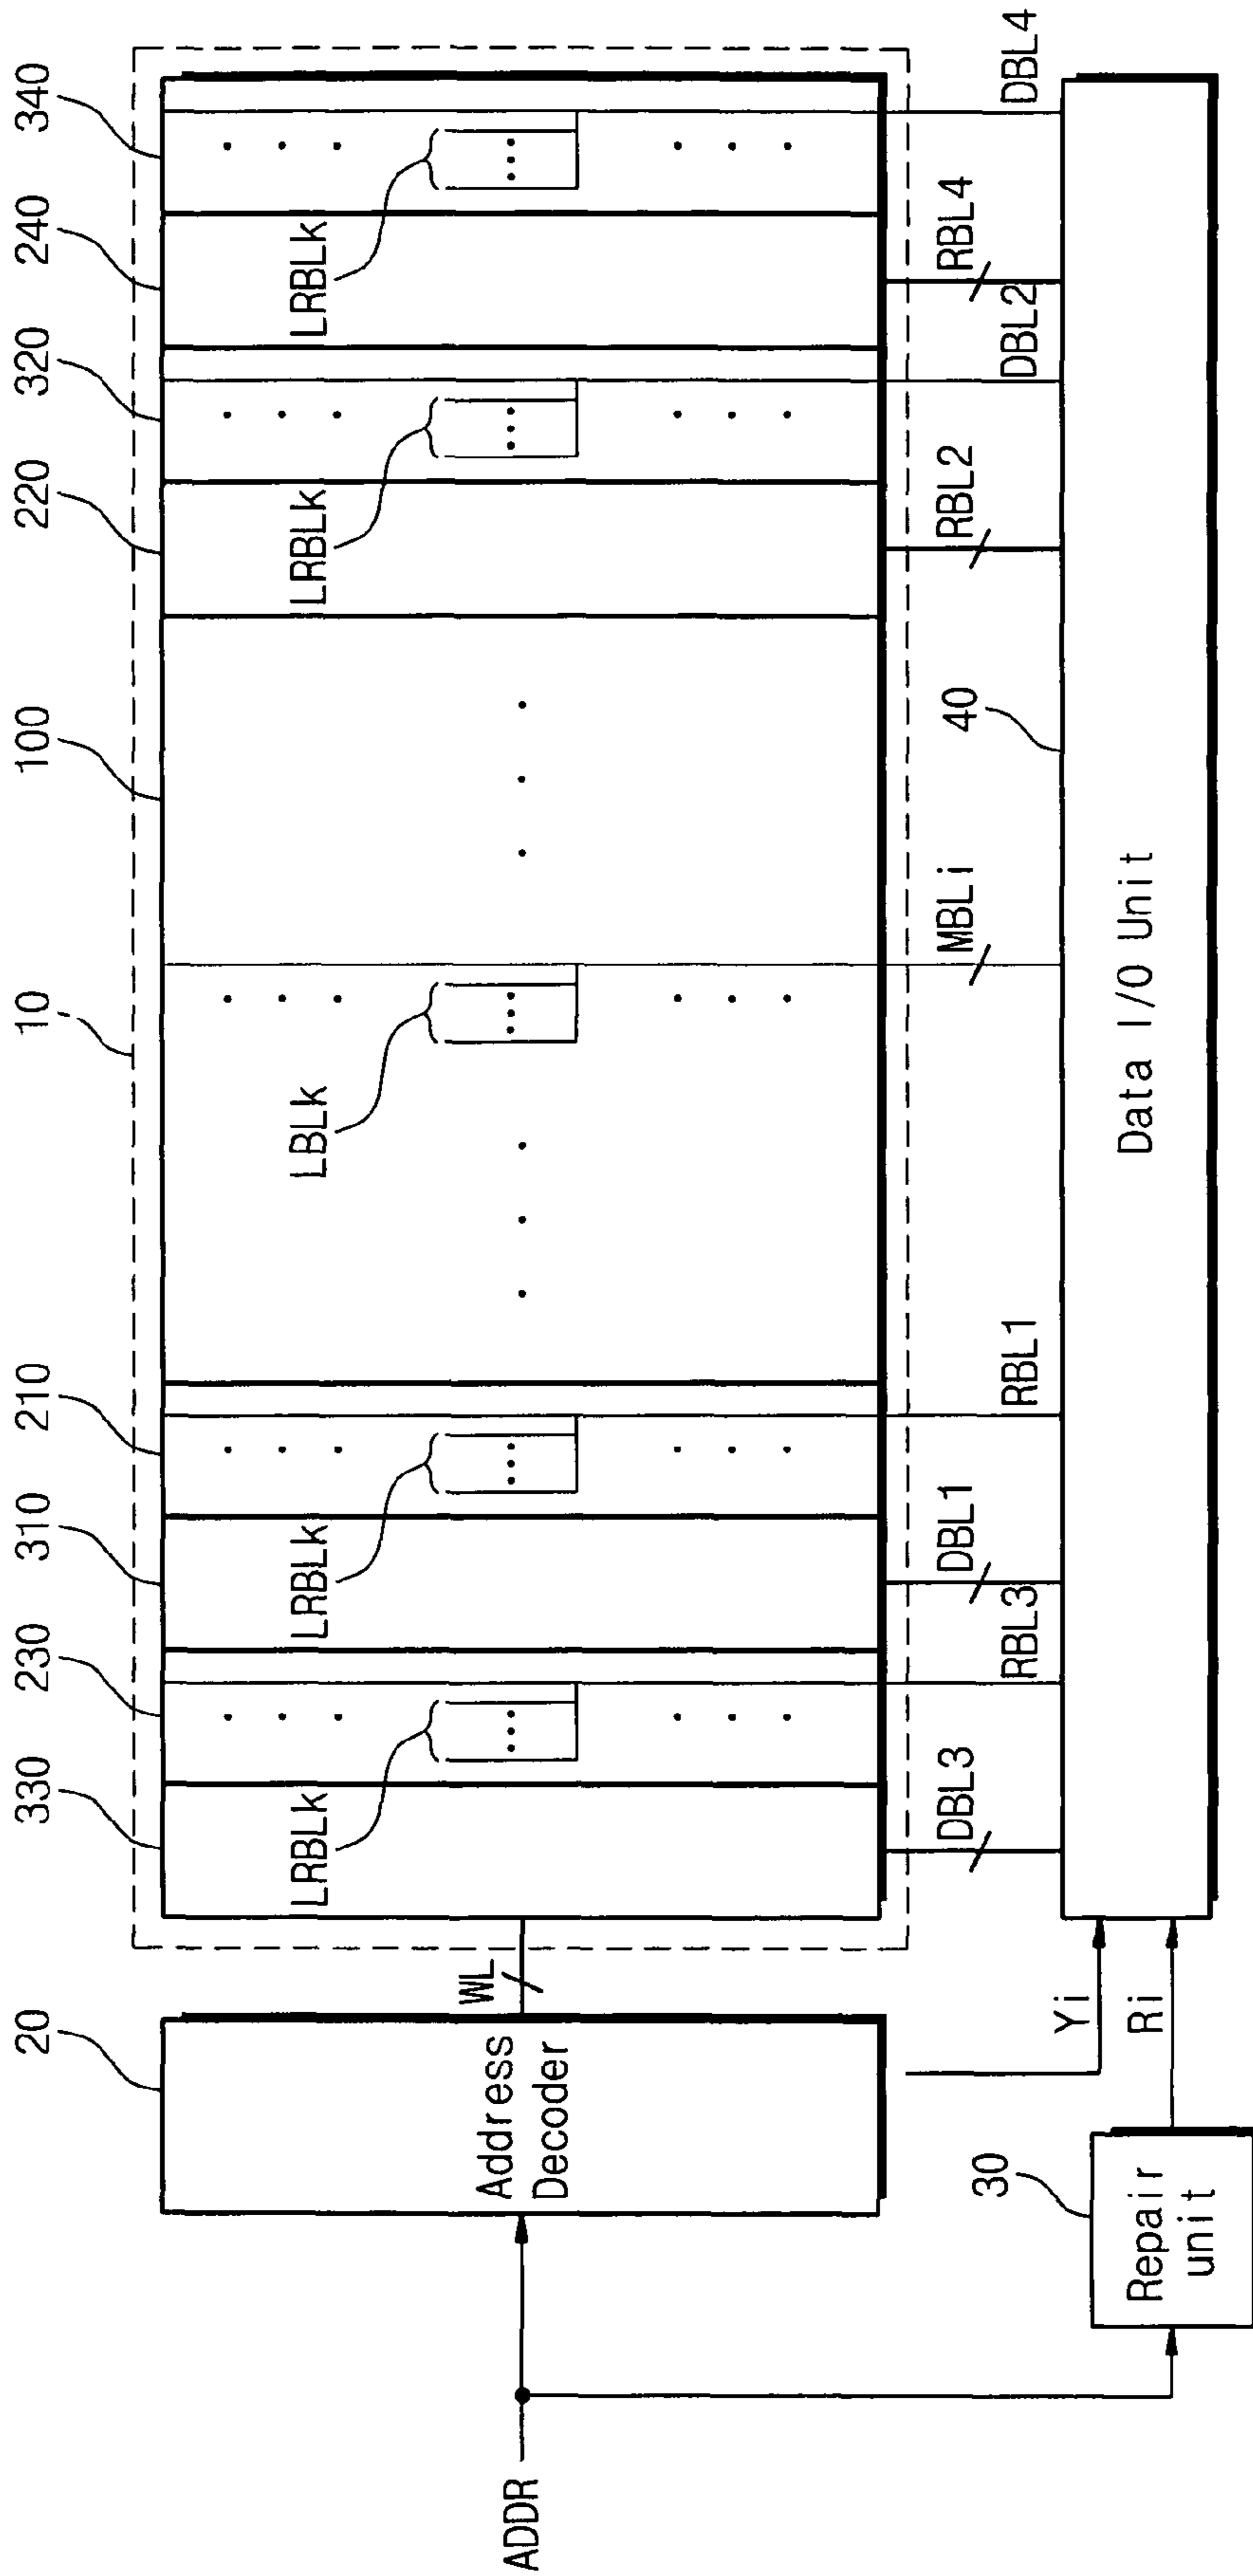 20
330
230
310
210
10
100
220
320
240
340
LRBLk
LRBLk
LBLk
LRBLk
LRBLk
ADDR
Address
Decoder
WL
DBL3
DBL1
MBLi
RBL2
RBL4
RBL3
RBL1
DBL2
DBL4
40
30
Repair
unit
Yi
Ri
Data I/O Unit